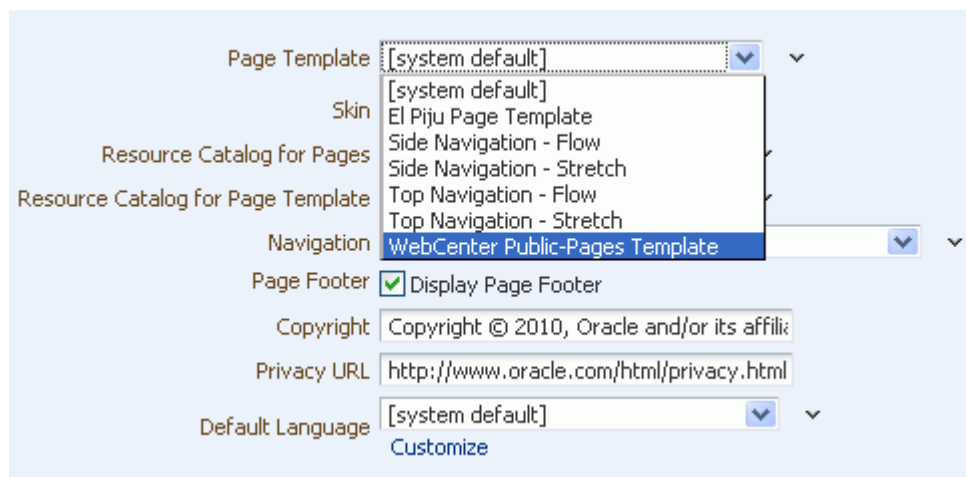 Page Template [system default]
[system default]
Skin El Piju Page Template
Side Navigation - Flow
Resource Catalog for Pages Side Navigation - Stretch
Resource Catalog for Page Template Top Navigation - Flow
Top Navigation - Stretch
Navigation WebCenter Public-Pages Template
Page Footer Display Page Footer
Copyright Copyright © 2010, Oracle and/or its affilia
Privacy URL http://www.oracle.com/html/privacy.html
Default Language [system default]
Customize